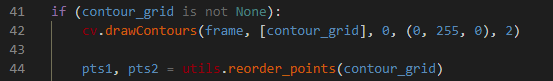 41 if (contour_grid is not None):
42 cv.drawContours(frame, [contour_grid], 0, (0, 255, 0), 2)
43
44 pts1, pts2 = utils.reorder_points(contour_grid)